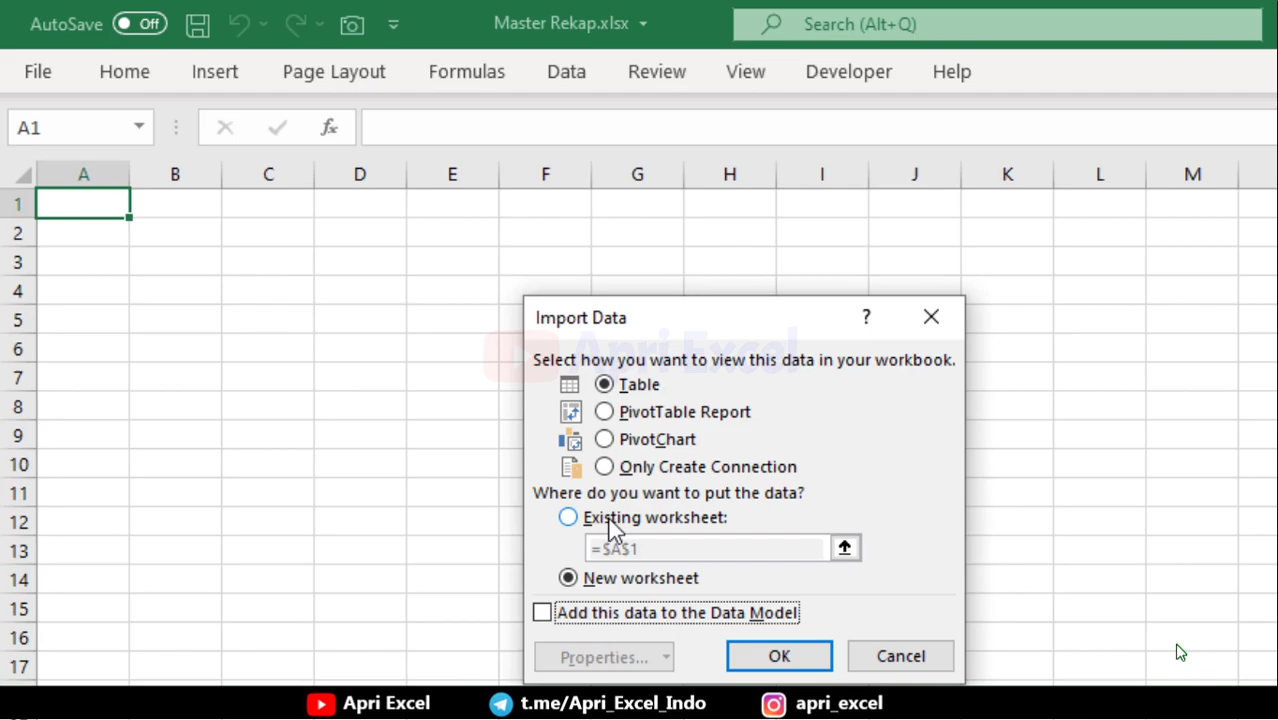 AutoSave Off Master Rekap.xlsx Search (Alt+Q)
File Home Insert Page Layout Formulas Data Review View Developer Help
A1 fx
A B C D E F G H I J K L M
1
2
3
4
5
6
7
8
9
10
11
12
13
14
15
16
17
Import Data ?
Apri Excel
Select how you want to view this data in your workbook.
Table
PivotTable Report
PivotChart
Only Create Connection
Where do you want to put the data?
Existing worksheet:
=$A$1
New worksheet
Add this data to the Data Model
Properties... OK Cancel
Apri Excel t.me/Apri_Excel_Indo apri_excel